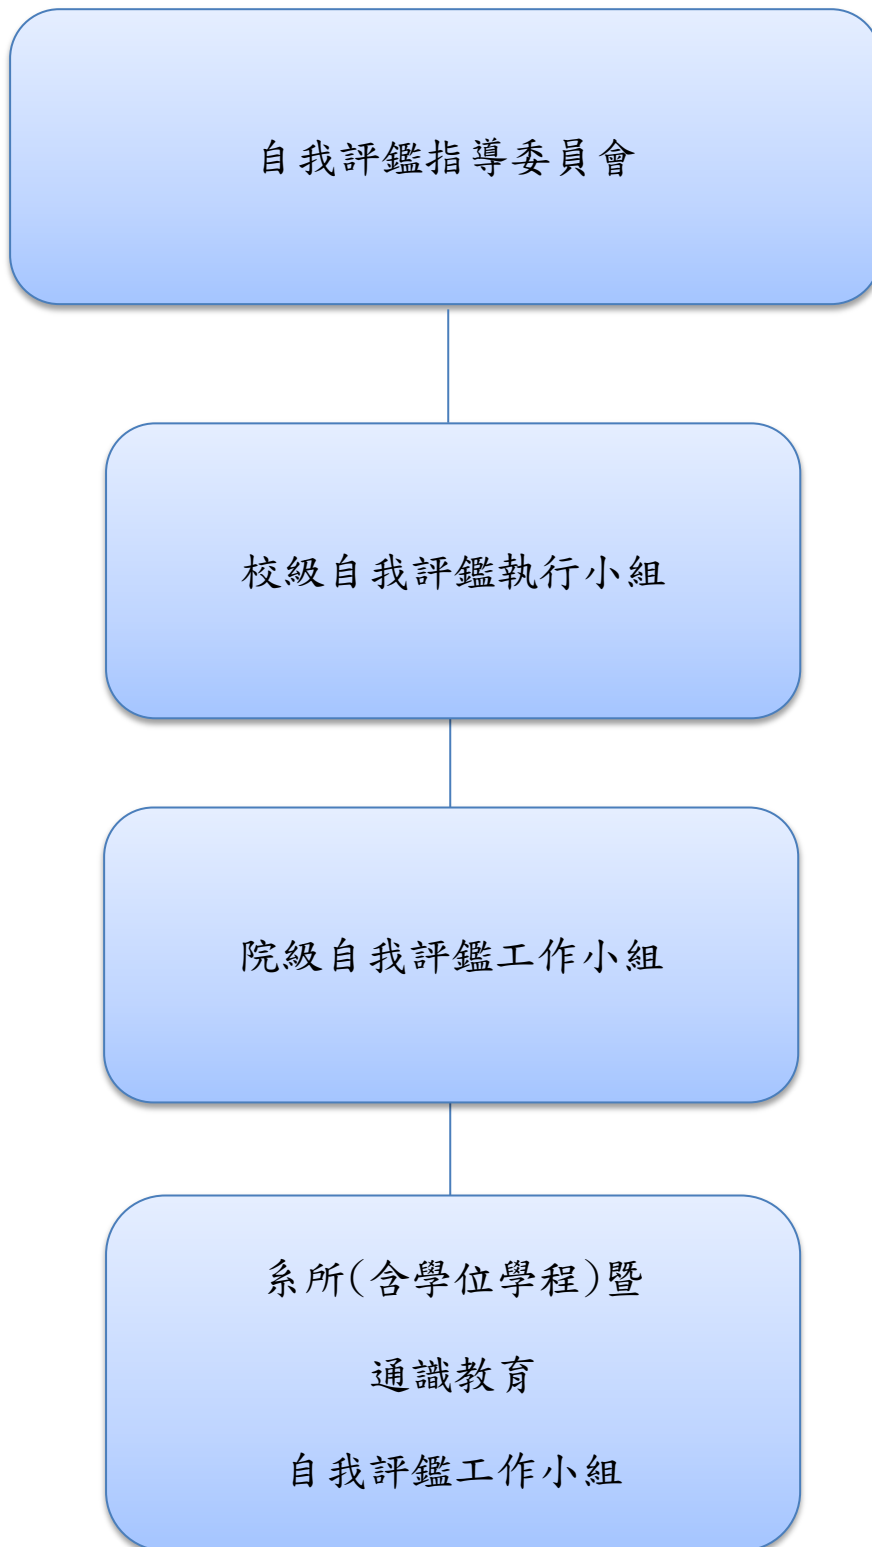 自我評鑑指導委員會
校級自我評鑑執行小組
院級自我評鑑工作小組
系所(含學位學程)暨
通識教育
自我評鑑工作小組